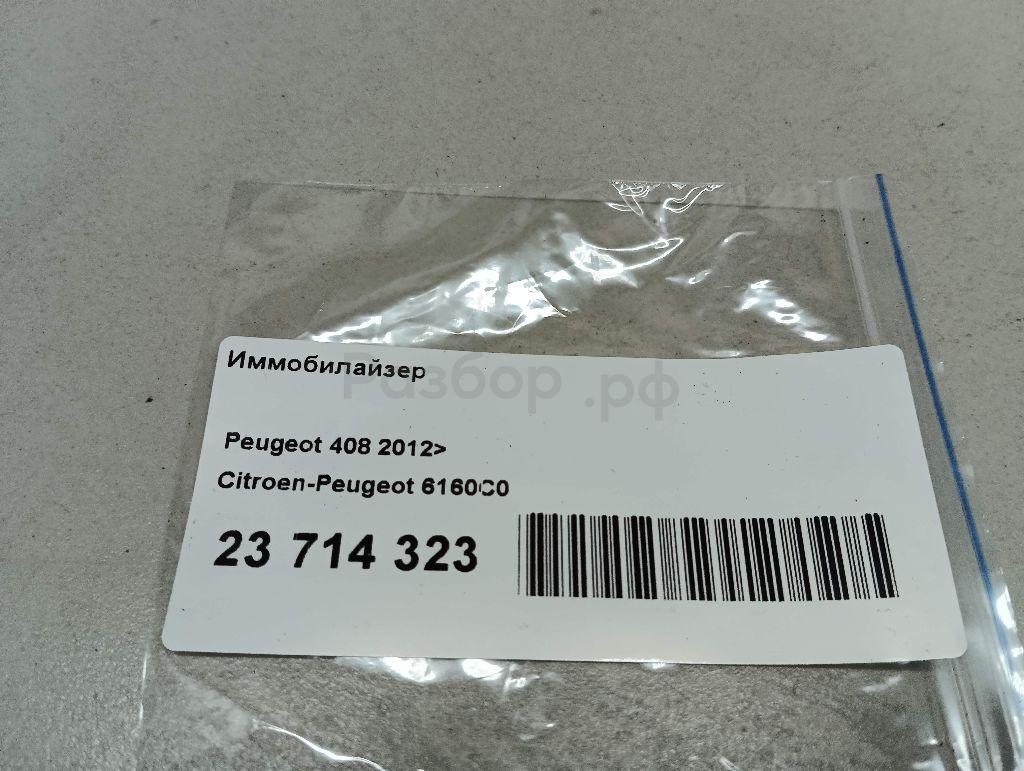 Иммобилайзер
Разбор .рф
Peugeot 408 2012>
Citroen-Peugeot 6160C0
23 714 323